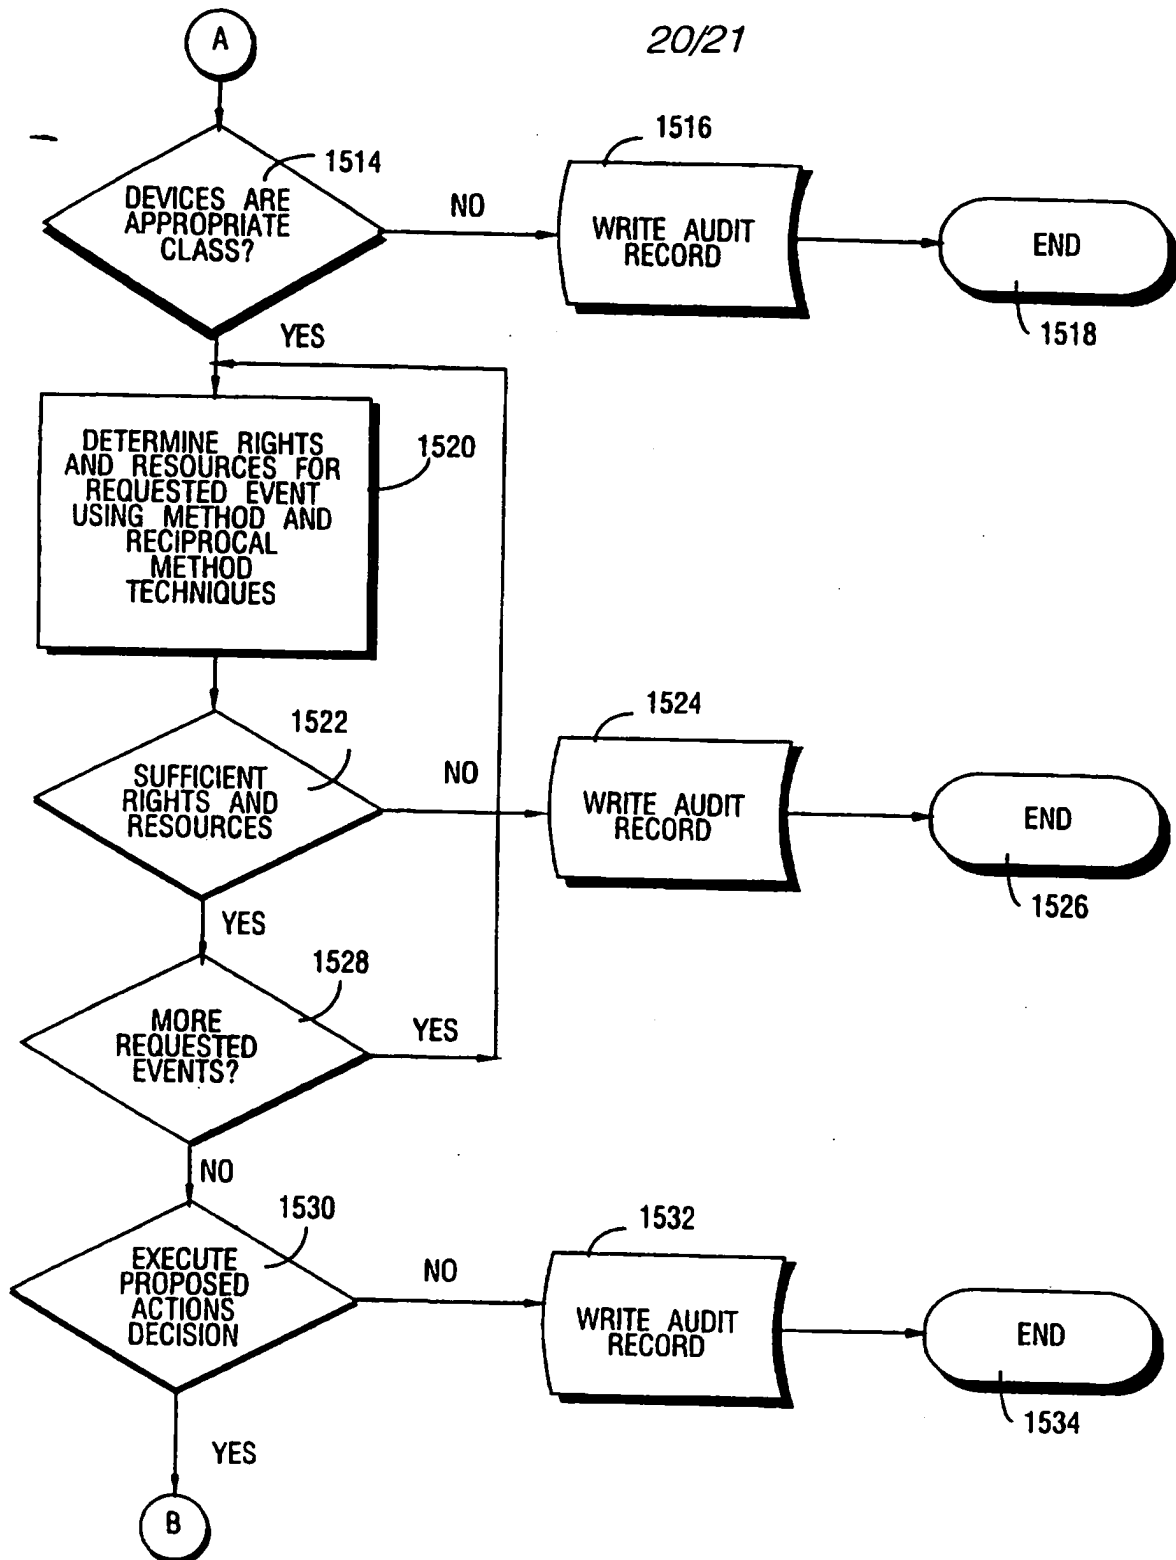 A
20/21
1514
DEVICES ARE
APPROPRIATE
CLASS?
NO
1516
WRITE AUDIT
RECORD
END
1518
YES
DETERMINE RIGHTS
AND RESOURCES FOR
REQUESTED EVENT
USING METHOD AND
RECIPROCAL
METHOD
TECHNIQUES
1520
1522
SUFFICIENT
RIGHTS AND
RESOURCES
NO
1524
WRITE AUDIT
RECORD
END
1526
YES
1528
MORE
REQUESTED
EVENTS?
YES
NO
1530
EXECUTE
PROPOSED
ACTIONS
DECISION
NO
1532
WRITE AUDIT
RECORD
END
1534
YES
B